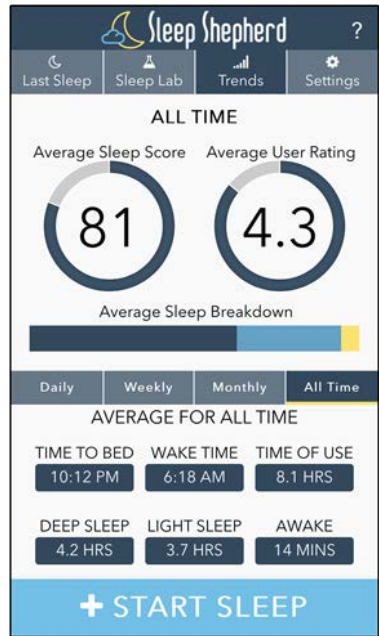 Sleep Shepherd ?
Last Sleep Sleep Lab Trends Settings
ALL TIME
Average Sleep Score Average User Rating
81 4.3
Average Sleep Breakdown
Daily Weekly Monthly All Time
AVERAGE FOR ALL TIME
TIME TO BED WAKE TIME TIME OF USE
10:12 PM 6:18 AM 8.1 HRS
DEEP SLEEP LIGHT SLEEP AWAKE
4.2 HRS 3.7 HRS 14 MINS
+ START SLEEP